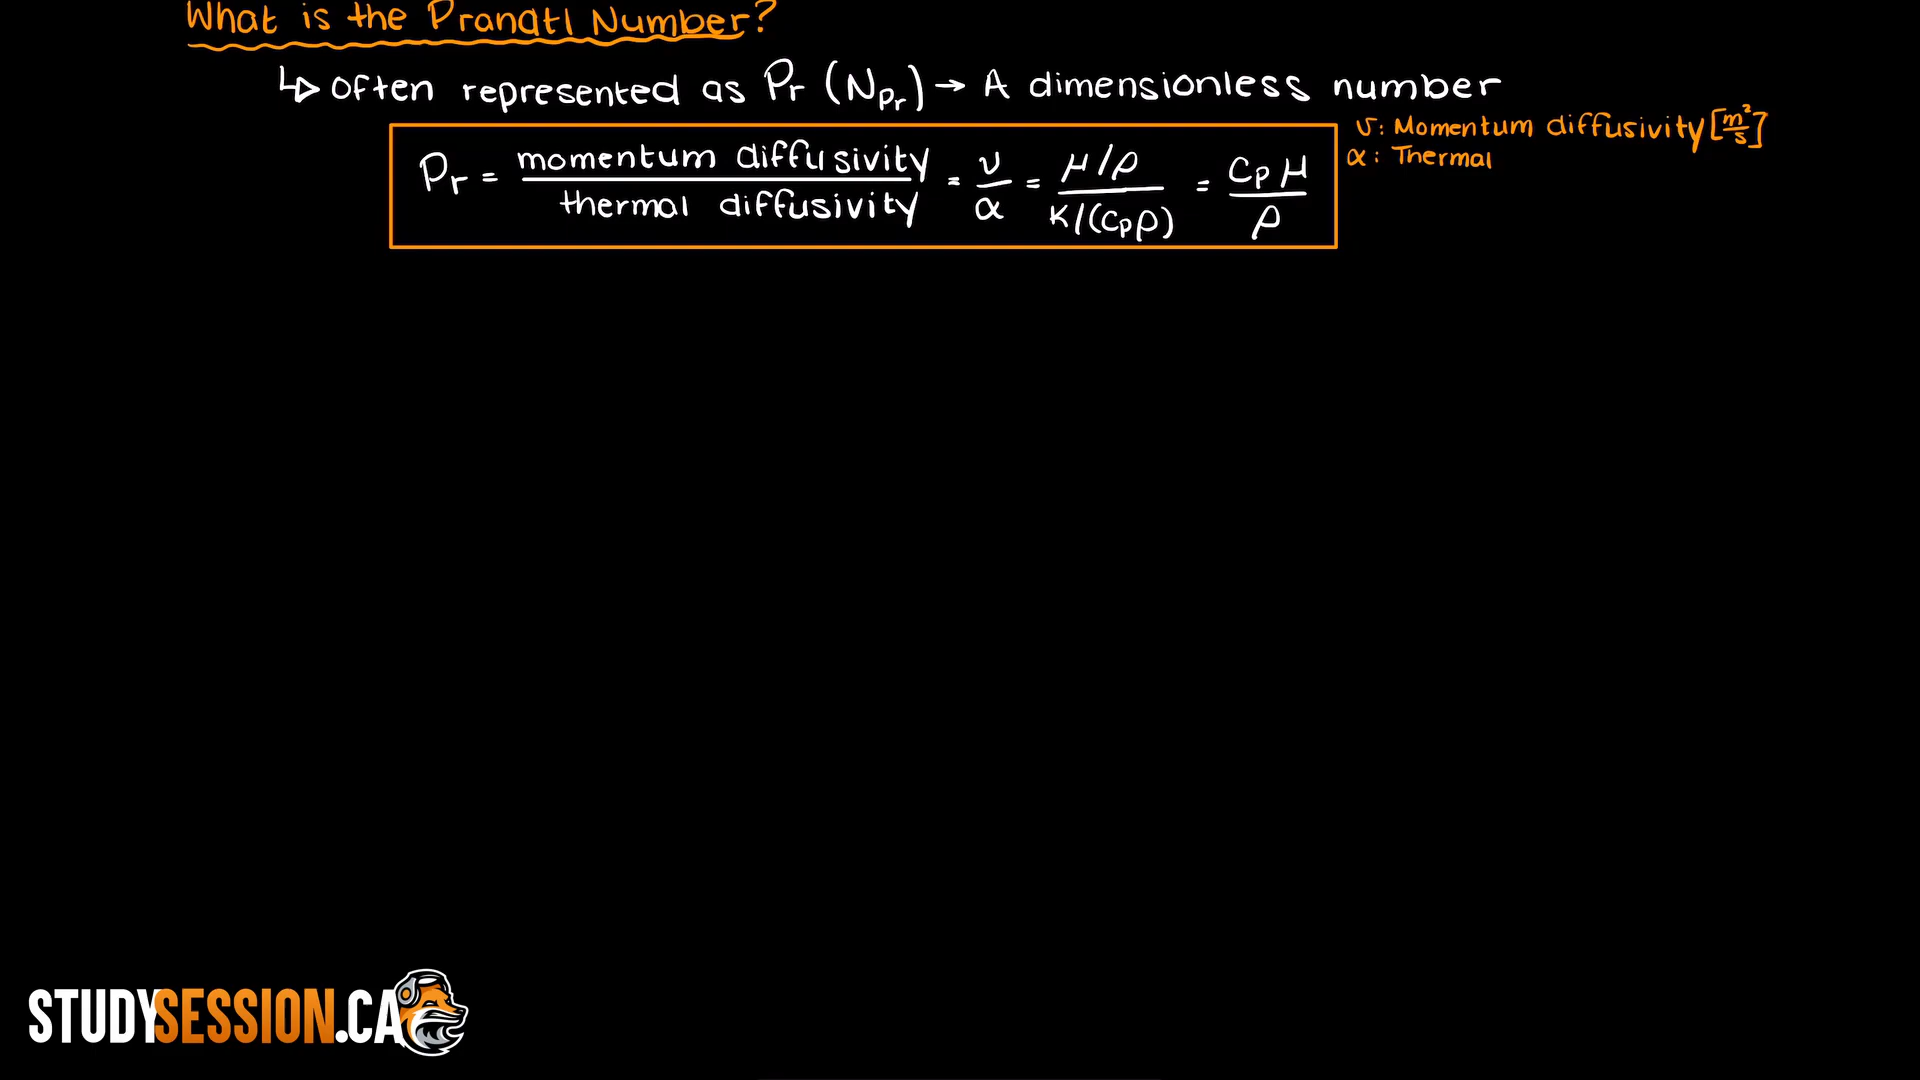 What is the Prandtl Number?
↳ often represented as Pr (N_Pr) → A dimensionless number
Pr = momentum diffusivity / thermal diffusivity = ν/α = (μ/ρ) / (K/(Cpρ)) = Cpμ/ρ
ν: Momentum diffusivity [m²/s]
α: Thermal
STUDYSESSION.CA